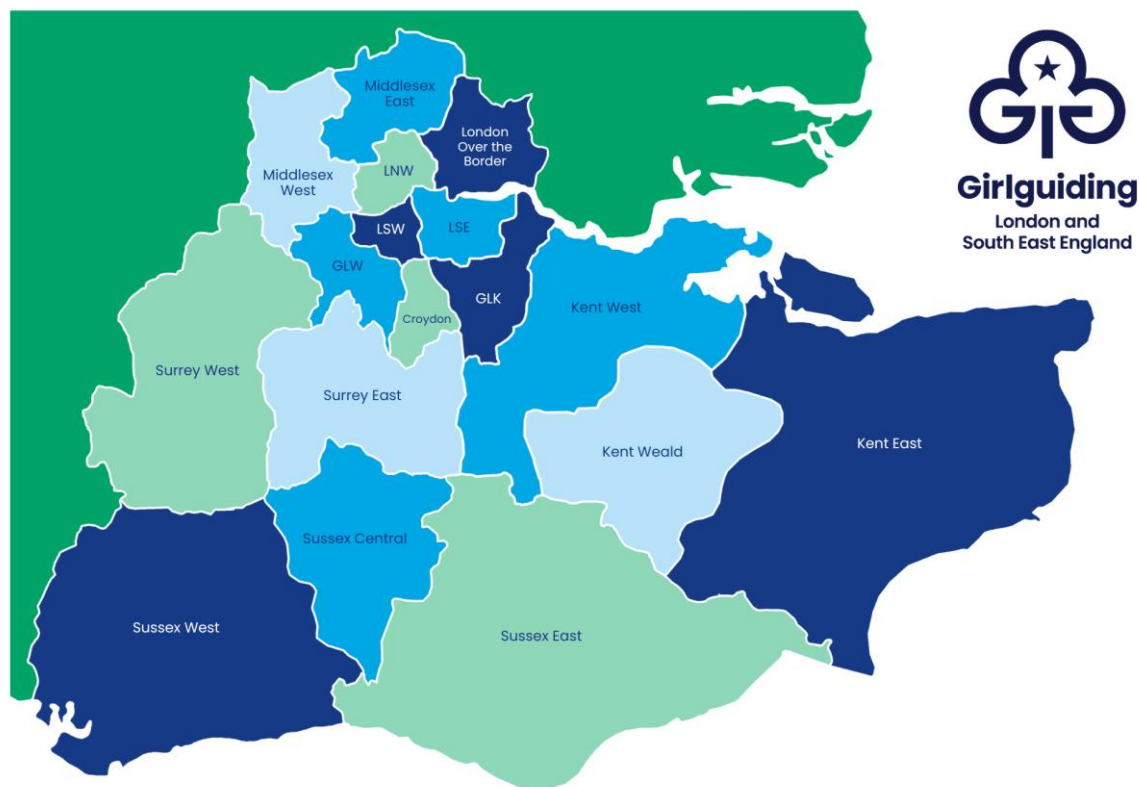 Middlesex
East
London
Over the
Border
Middlesex
West
LNW
LSW
LSE
GLW
GLK
Croydon
Kent West
Surrey West
Surrey East
Kent Weald
Kent East
Sussex Central
Sussex West
Sussex East
Girlguiding
London and
South East England